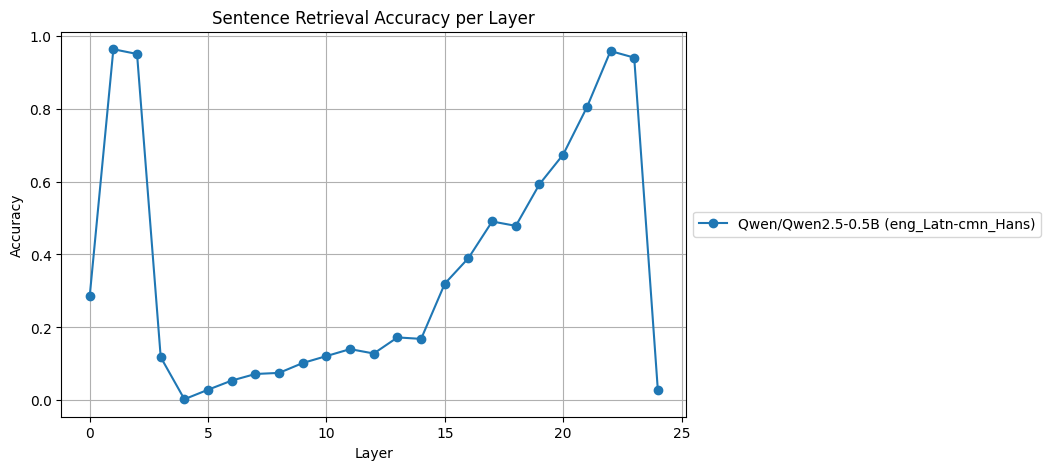 Sentence Retrieval Accuracy per Layer
1.0
0.8
0.6
0.4
0.2
0.0
Accuracy
0 5 10 15 20 25
Layer
Qwen/Qwen2.5-0.5B (eng_Latn-cmn_Hans)